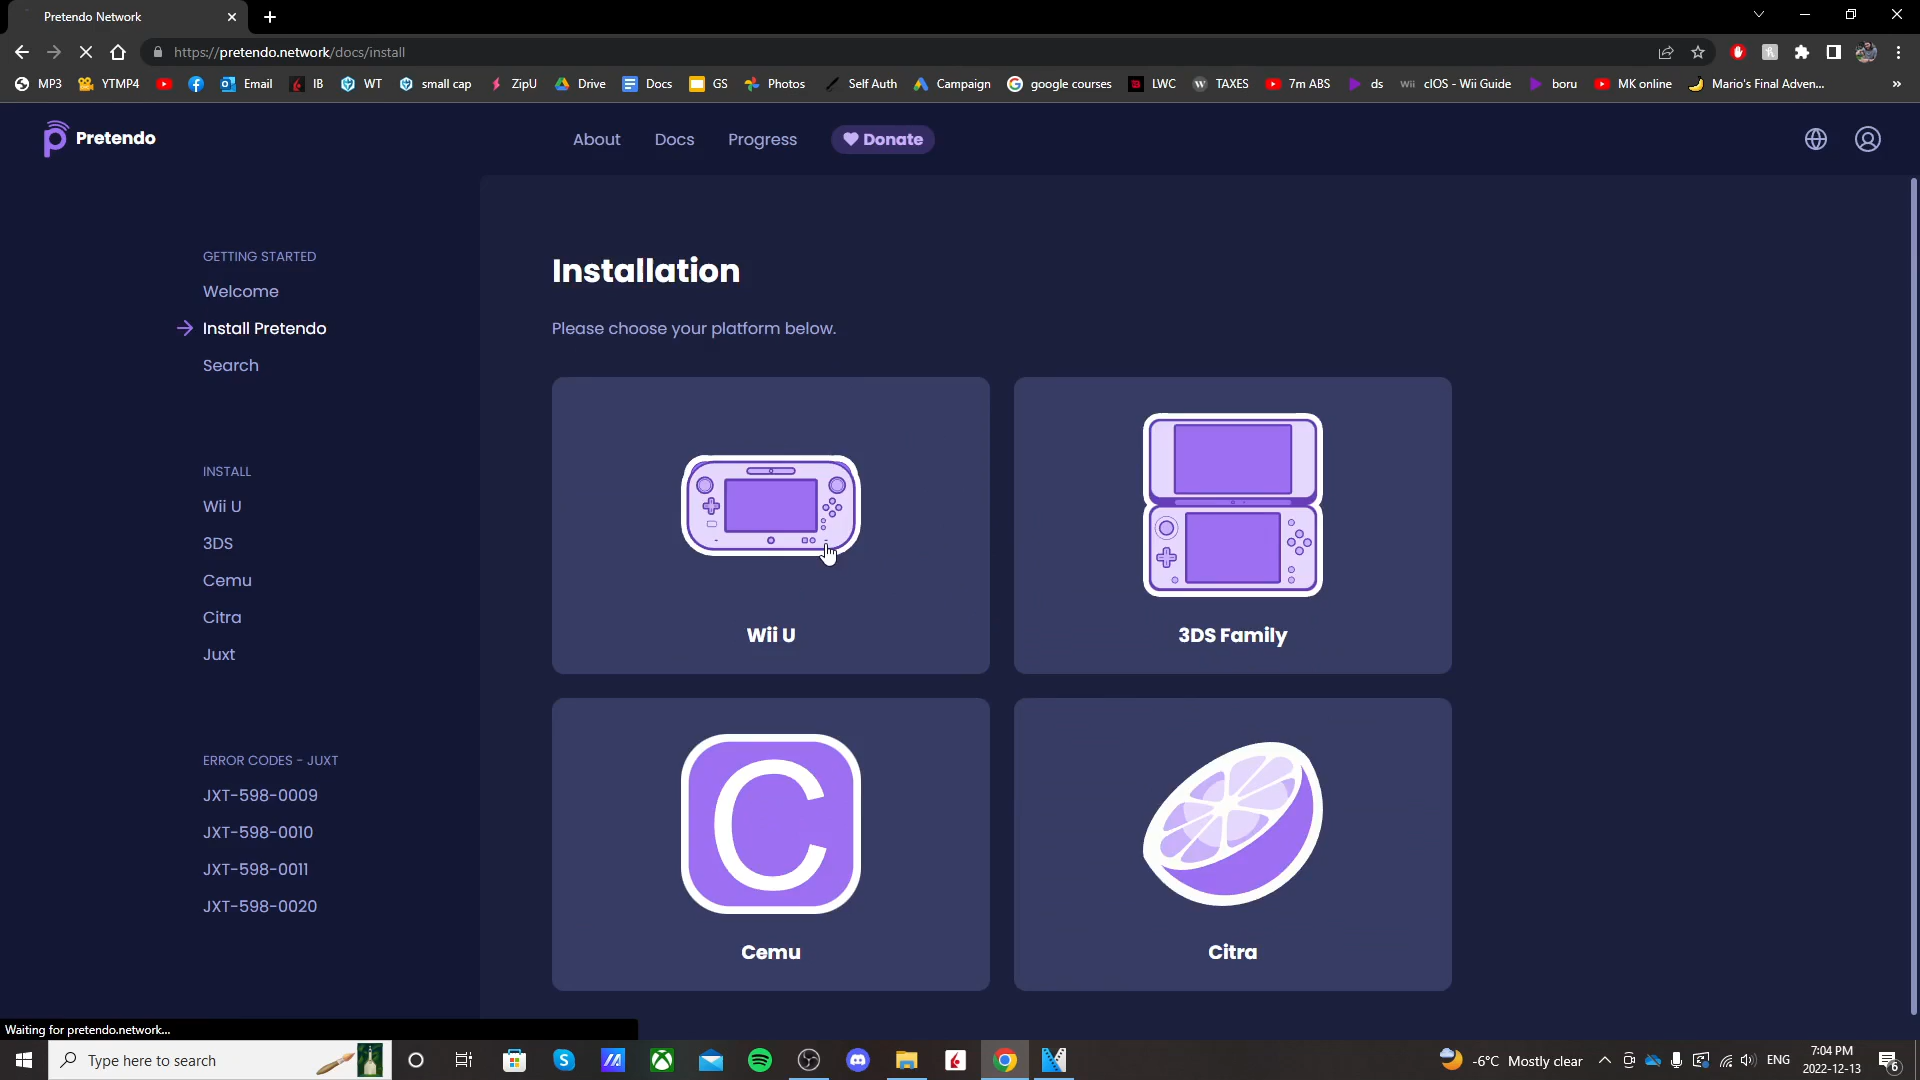 Pretendo Network
https://pretendo.network/docs/install
MP3
YTMP4
Email
IB
WT
small cap
ZipU
Drive
Docs
GS
Photos
Self Auth
Campaign
google courses
LWC
TAXES
7m ABS
ds
cIOS - Wii Guide
boru
MK online
Mario's Final Adven...
Pretendo
About
Docs
Progress
Donate
GETTING STARTED
Welcome
Install Pretendo
Search
INSTALL
Wii U
3DS
Cemu
Citra
Juxt
ERROR CODES - JUXT
JXT-598-0009
JXT-598-0010
JXT-598-0011
JXT-598-0020
Installation
Please choose your platform below.
Wii U
3DS Family
C
Cemu
Citra
Waiting for pretendo.network...
Type here to search
-6°C Mostly clear
ENG
7:04 PM
2022-12-13
6